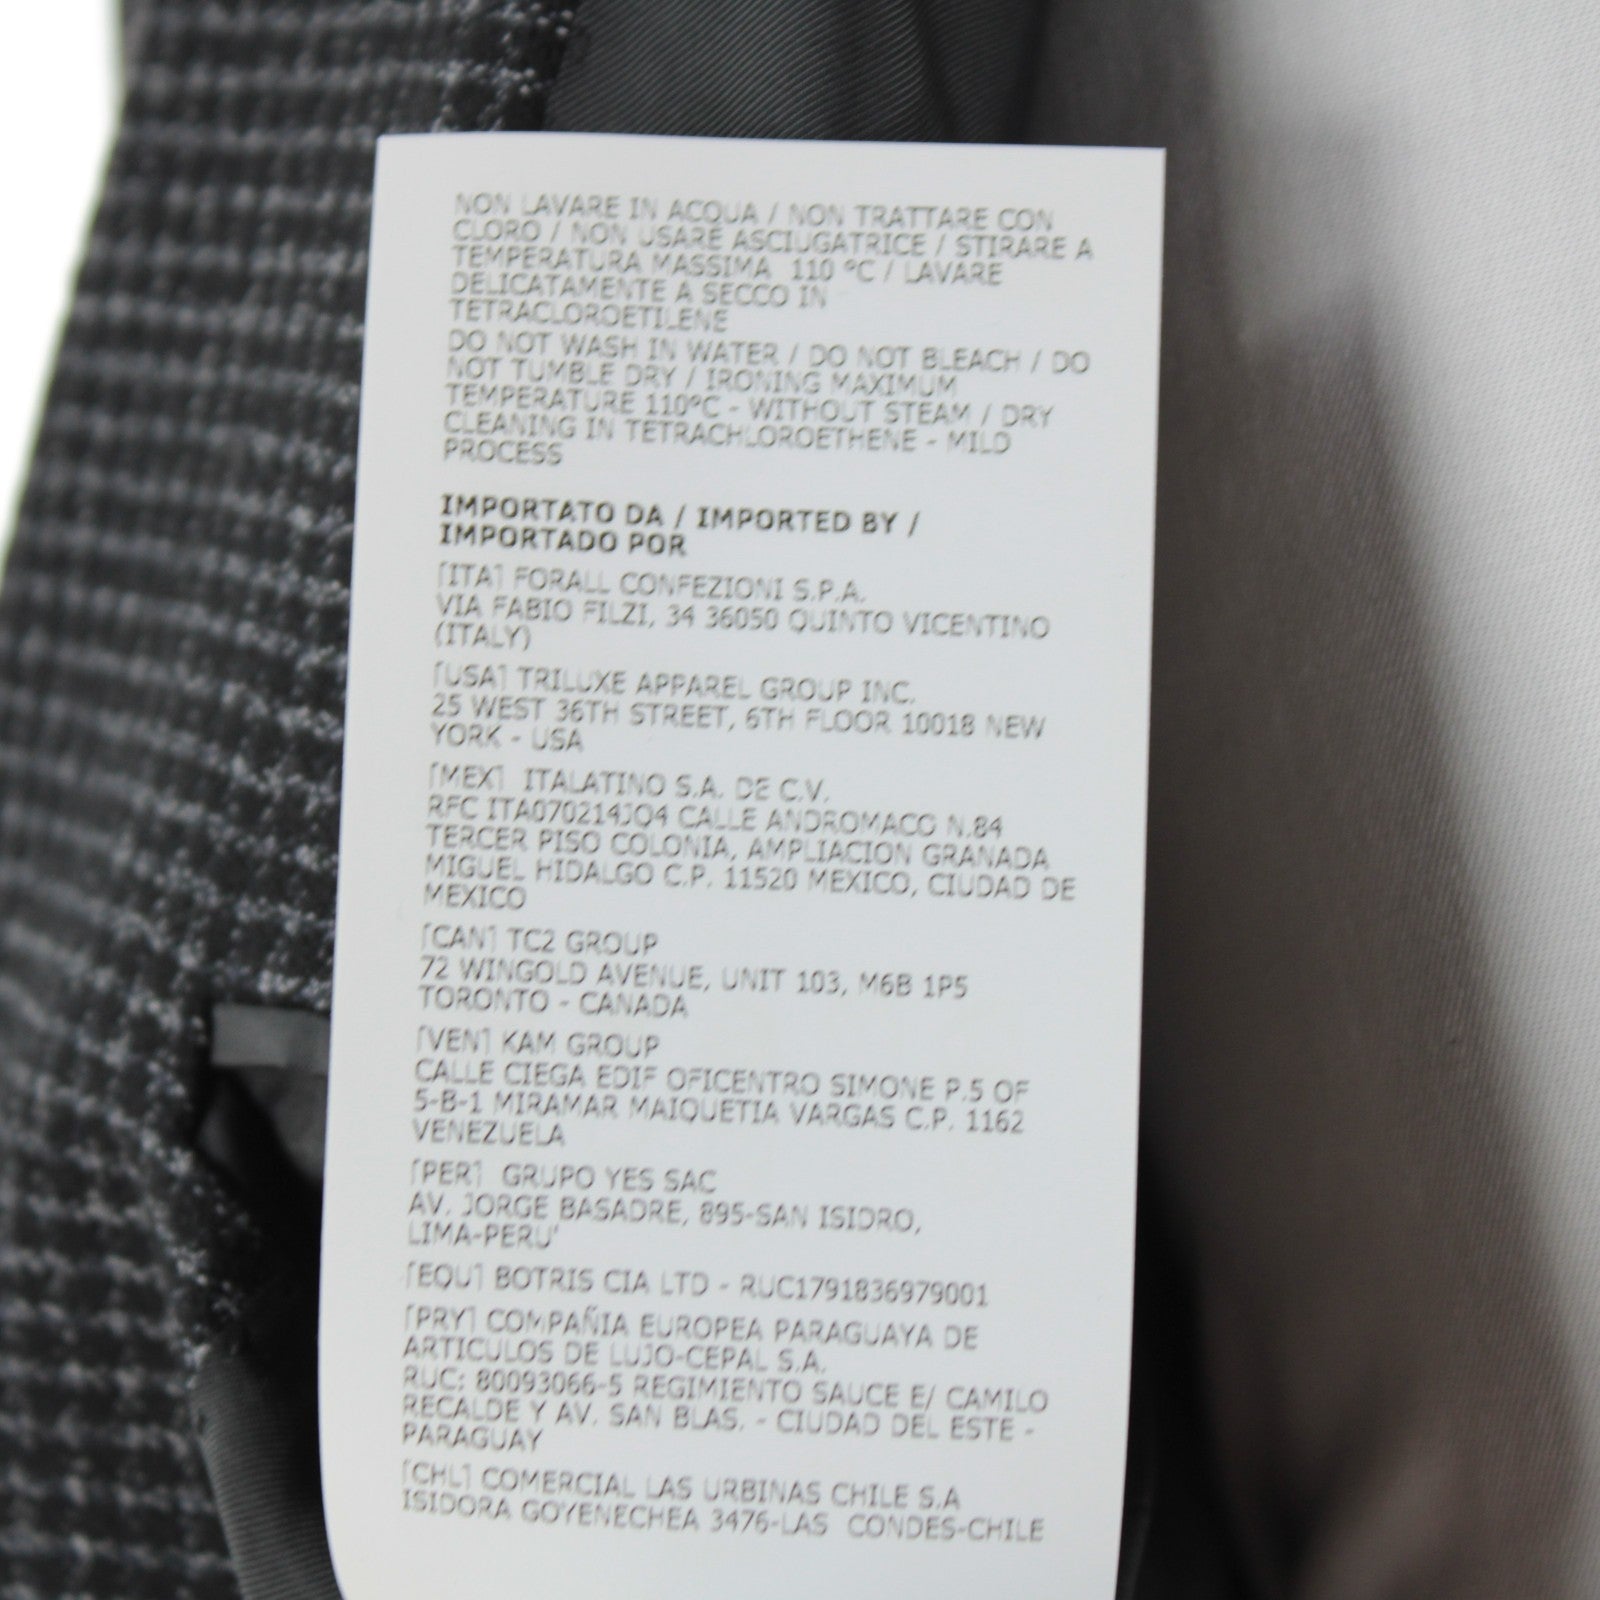 NON LAVARE IN ACQUA / NON TRATTARE CON
CLORO / NON USARE ASCIUGATRICE / STIRARE A
TEMPERATURA MASSIMA 110 °C / LAVARE
DELICATAMENTE A SECCO IN
TETRACLOROETILENE
DO NOT WASH IN WATER / DO NOT BLEACH / DO
NOT TUMBLE DRY / IRONING MAXIMUM
TEMPERATURE 110°C - WITHOUT STEAM / DRY
CLEANING IN TETRACHLOROETHENE - MILD
PROCESS
IMPORTATO DA / IMPORTED BY /
IMPORTADO POR
[ITA] FORALL CONFEZIONI S.P.A.
VIA FABIO FILZI, 34 36050 QUINTO VICENTINO
(ITALY)
[USA] TRILUXE APPAREL GROUP INC.
25 WEST 36TH STREET, 6TH FLOOR 10018 NEW
YORK - USA
[MEX] ITALATINO S.A. DE C.V.
RFC ITA070214JQ4 CALLE ANDROMACO N.84
TERCER PISO COLONIA, AMPLIACION GRANADA
MIGUEL HIDALGO C.P. 11520 MEXICO, CIUDAD DE
MEXICO
[CAN] TC2 GROUP
72 WINGOLD AVENUE, UNIT 103, M6B 1P5
TORONTO - CANADA
[VEN] KAM GROUP
CALLE CIEGA EDIF OFICENTRO SIMONE P.5 OF
5-B-1 MIRAMAR MAIQUETIA VARGAS C.P. 1162
VENEZUELA
[PER] GRUPO YES SAC
AV. JORGE BASADRE, 895-SAN ISIDRO,
LIMA-PERU'
[EQU] BOTRIS CIA LTD - RUC1791836979001
[PRY] COMPAÑIA EUROPEA PARAGUAYA DE
ARTICULOS DE LUJO-CEPAL S.A.
RUC: 80093066-5 REGIMIENTO SAUCE E/ CAMILO
RECALDE Y AV. SAN BLAS. - CIUDAD DEL ESTE -
PARAGUAY
[CHL] COMERCIAL LAS URBINAS CHILE S.A
ISIDORA GOYENECHEA 3476-LAS CONDES-CHILE